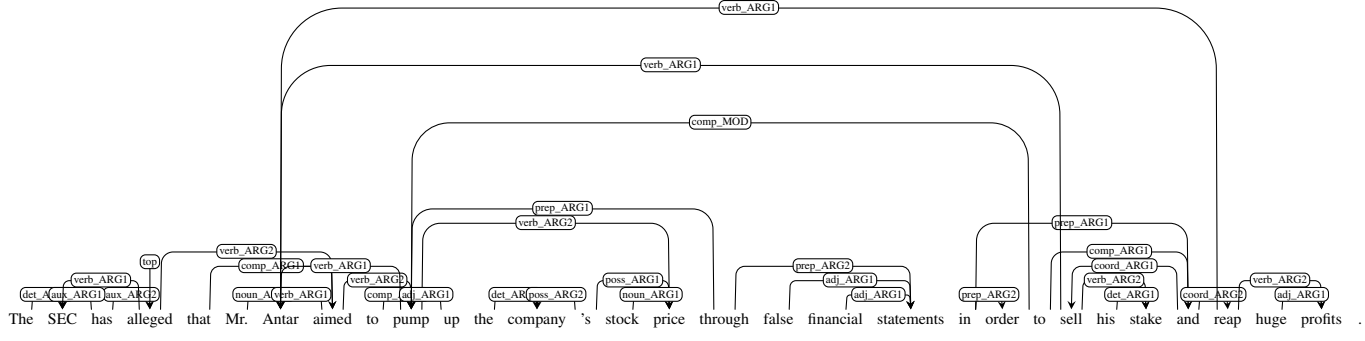 verb_ARG1
verb_ARG1
comp_MOD
prep_ARG1
verb_ARG2 prep_ARG1
verb_ARG2 comp_ARG1
top comp_ARG1 verb_ARG1 prep_ARG2 coord_ARG1
verb_ARG1 verb_ARG2 poss_ARG1 adj_ARG1 verb_ARG2 verb_ARG2
aux_ARG1 aux_ARG2 verb_ARG1 adj_ARG1 poss_ARG2 noun_ARG1 adj_ARG1 prep_ARG2 det_ARG1 coord_ARG2 adj_ARG1
The SEC has alleged that Mr. Antar aimed to pump up the company 's stock price through false financial statements in order to sell his stake and reap huge profits .